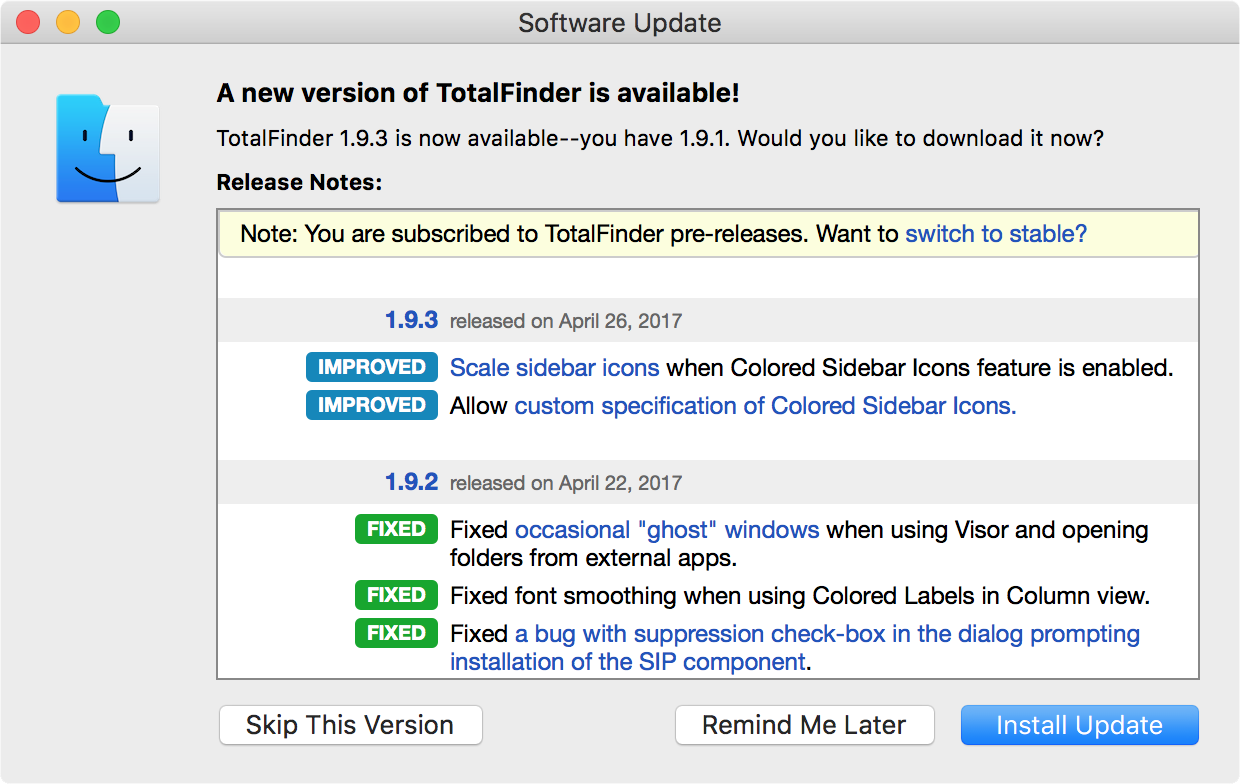 Software Update
A new version of TotalFinder is available!
TotalFinder 1.9.3 is now available--you have 1.9.1. Would you like to download it now?
Release Notes:
Note: You are subscribed to TotalFinder pre-releases. Want to switch to stable?
1.9.3 released on April 26, 2017
IMPROVED Scale sidebar icons when Colored Sidebar Icons feature is enabled.
IMPROVED Allow custom specification of Colored Sidebar Icons.
1.9.2 released on April 22, 2017
FIXED Fixed occasional "ghost" windows when using Visor and opening
folders from external apps.
FIXED Fixed font smoothing when using Colored Labels in Column view.
FIXED Fixed a bug with suppression check-box in the dialog prompting
installation of the SIP component.
Skip This Version Remind Me Later Install Update